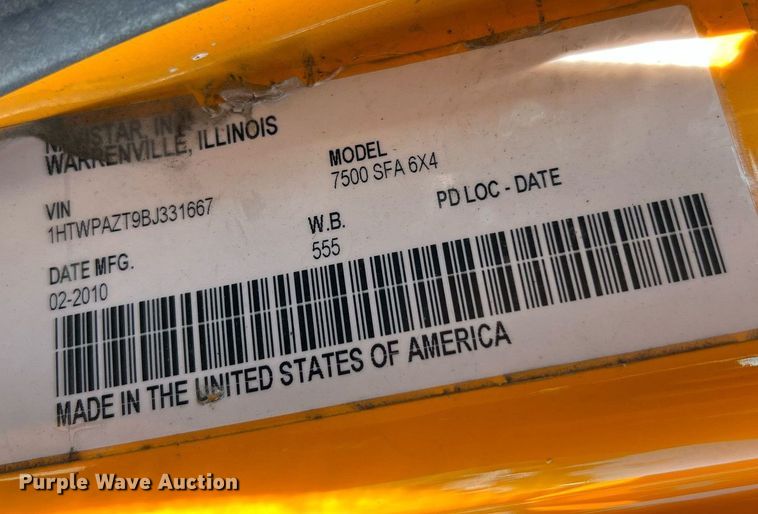 WARRENVILLE, ILLINOIS
VIN
1HTWPAZT9BJ331667
MODEL
7500 SFA 6X4
DATE MFG.
02-2010
W.B.
555
PD LOC - DATE
MADE IN THE UNITED STATES OF AMERICA
Purple Wave Auction